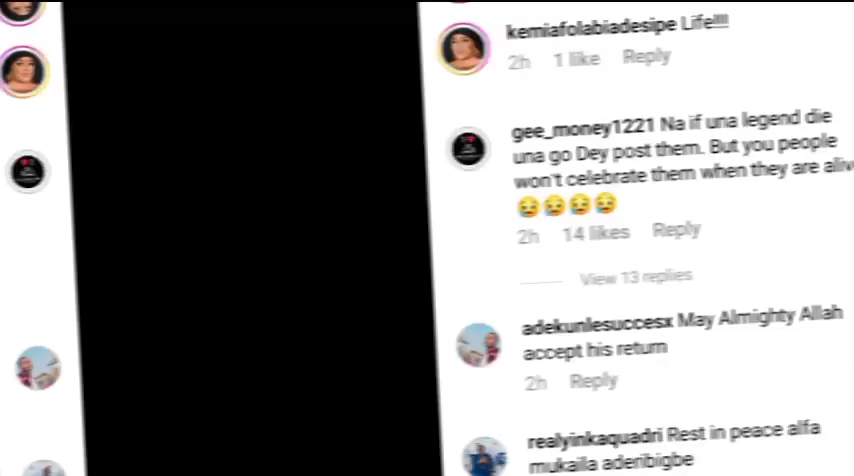 kemiafolabiadesipe Life!!!
2h 1 like Reply
gee_money1221 Na if una legend die
una go Dey post them. But you people
won't celebrate them when they are aliv
😢😢😢😢
2h 14 likes Reply
View 13 replies
adekunlesuccesx May Almighty Allah
accept his return
2h Reply
realyinkaquadri Rest in peace alfa
mukaila aderibigbe